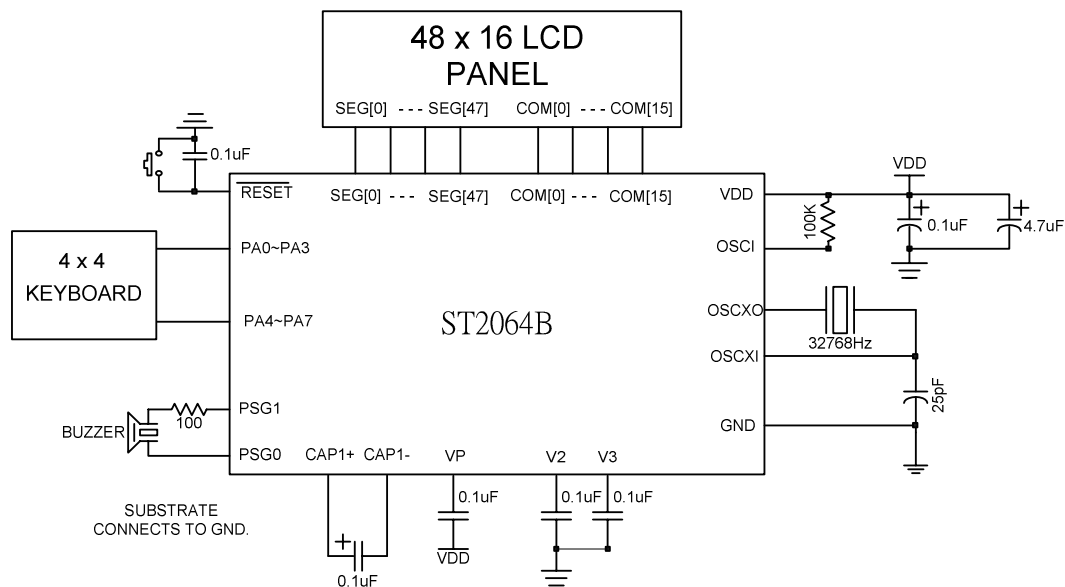 48 x 16 LCD
PANEL
SEG[0] --- SEG[47] COM[0] --- COM[15]
0.1uF
RESET
SEG[0] --- SEG[47] COM[0] --- COM[15]
VDD
VDD
100K
+
0.1uF
+
4.7uF
PA0~PA3
OSCI
4 x 4
KEYBOARD
PA4~PA7
ST2064B
OSCXO
32768Hz
OSCXI
25pF
PSG1
100
BUZZER
GND
PSG0
CAP1+ CAP1- VP V2 V3
0.1uF
0.1uF
0.1uF
SUBSTRATE
CONNECTS TO GND.
+
0.1uF
VDD